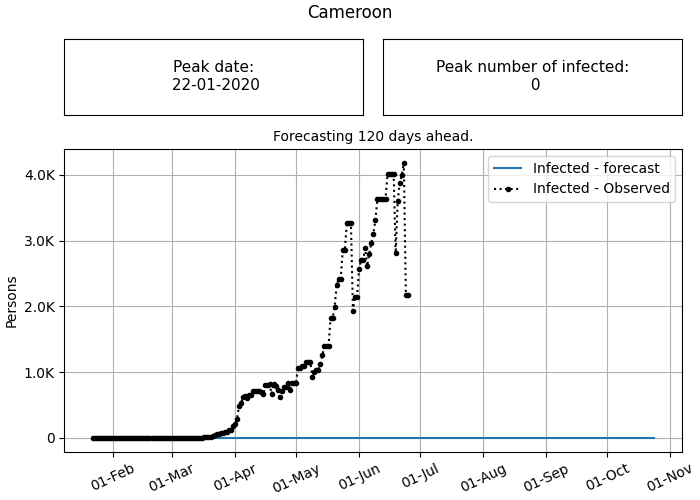 Cameroon
Peak date:
22-01-2020
Peak number of infected:
0
Forecasting 120 days ahead.
Infected - forecast
Infected - Observed
Persons
4.0K
3.0K
2.0K
1.0K
0
01-Feb
01-Mar
01-Apr
01-May
01-Jun
01-Jul
01-Aug
01-Sep
01-Oct
01-Nov